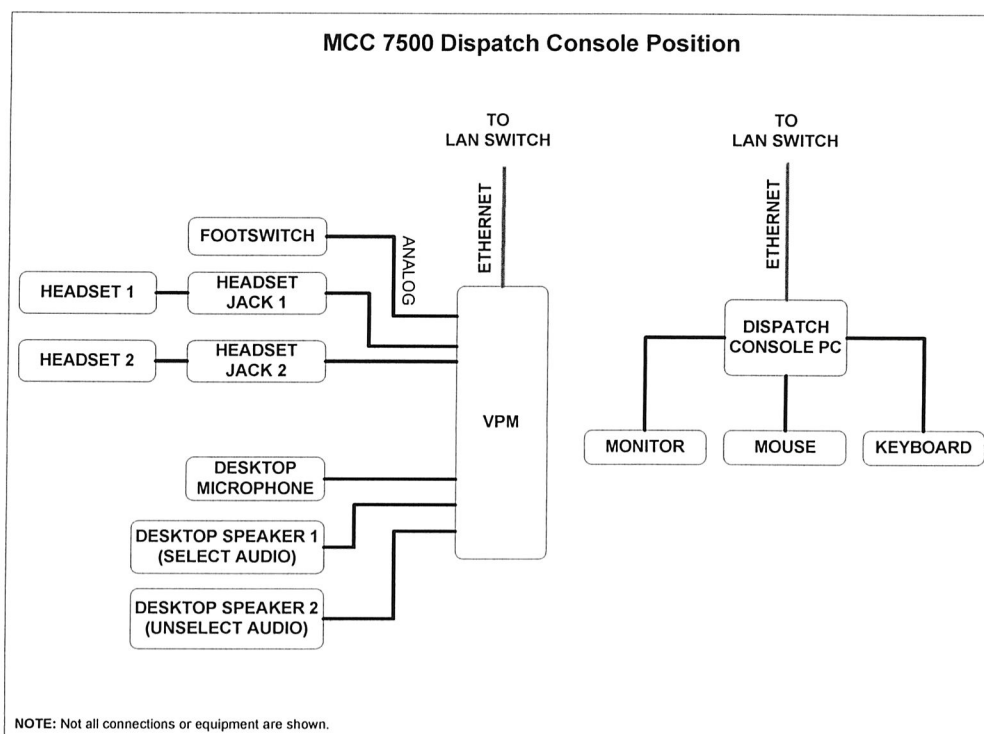 MCC 7500 Dispatch Console Position
TO
LAN SWITCH
TO
LAN SWITCH
ETHERNET
ETHERNET
FOOTSWITCH
ANALOG
HEADSET 1
HEADSET
JACK 1
HEADSET 2
HEADSET
JACK 2
VPM
DISPATCH
CONSOLE PC
MONITOR
MOUSE
KEYBOARD
DESKTOP
MICROPHONE
DESKTOP SPEAKER 1
(SELECT AUDIO)
DESKTOP SPEAKER 2
(UNSELECT AUDIO)
NOTE: Not all connections or equipment are shown.